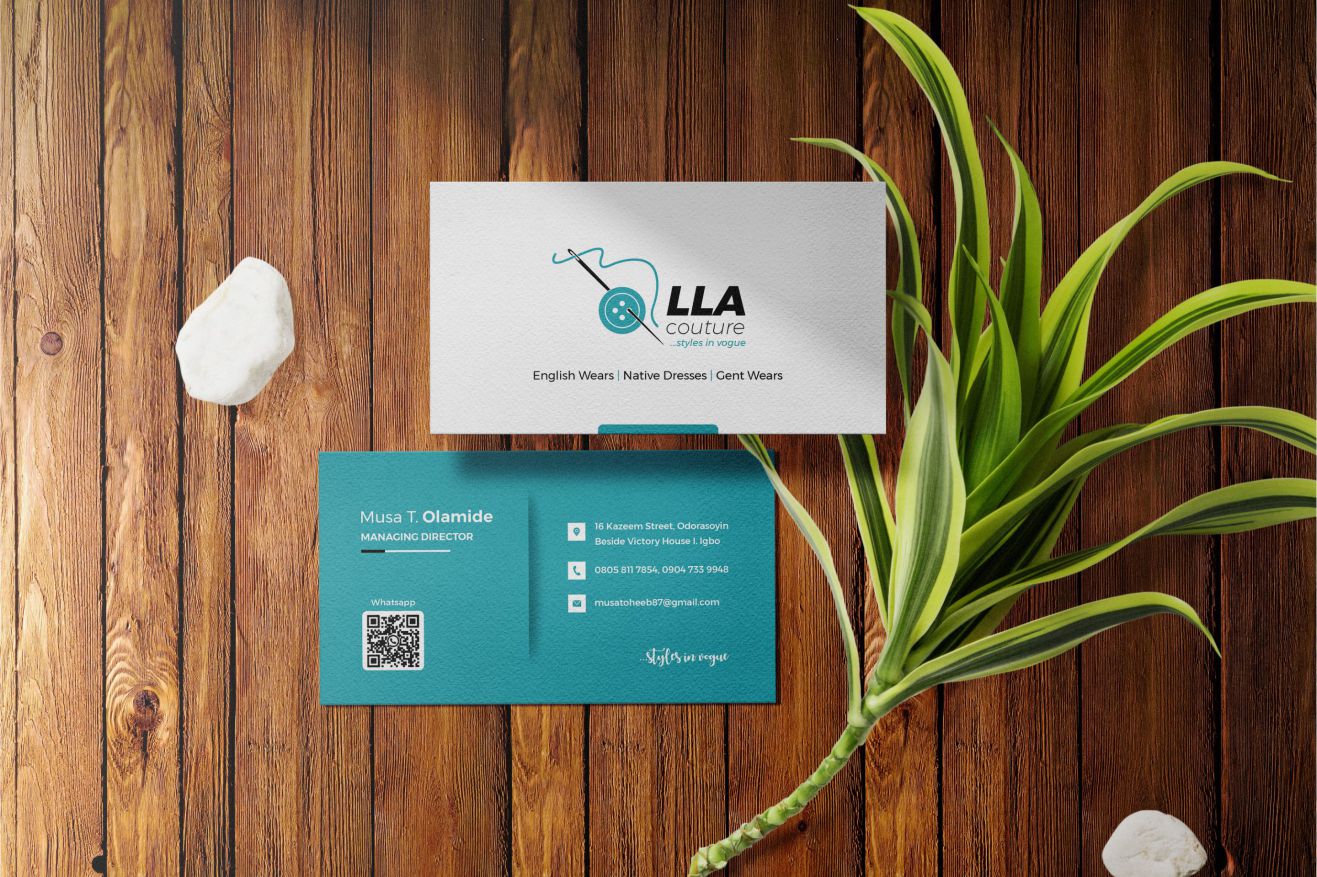 LLA
couture
...styles in vogue
English Wears | Native Dresses | Gent Wears
Musa T. Olamide
MANAGING DIRECTOR
Whatsapp
16 Kazeem Street, Odorasoyin
Beside Victory House I. Igbo
0805 811 7854, 0904 733 9948
musatoheeb87@gmail.com
...styles in vogue